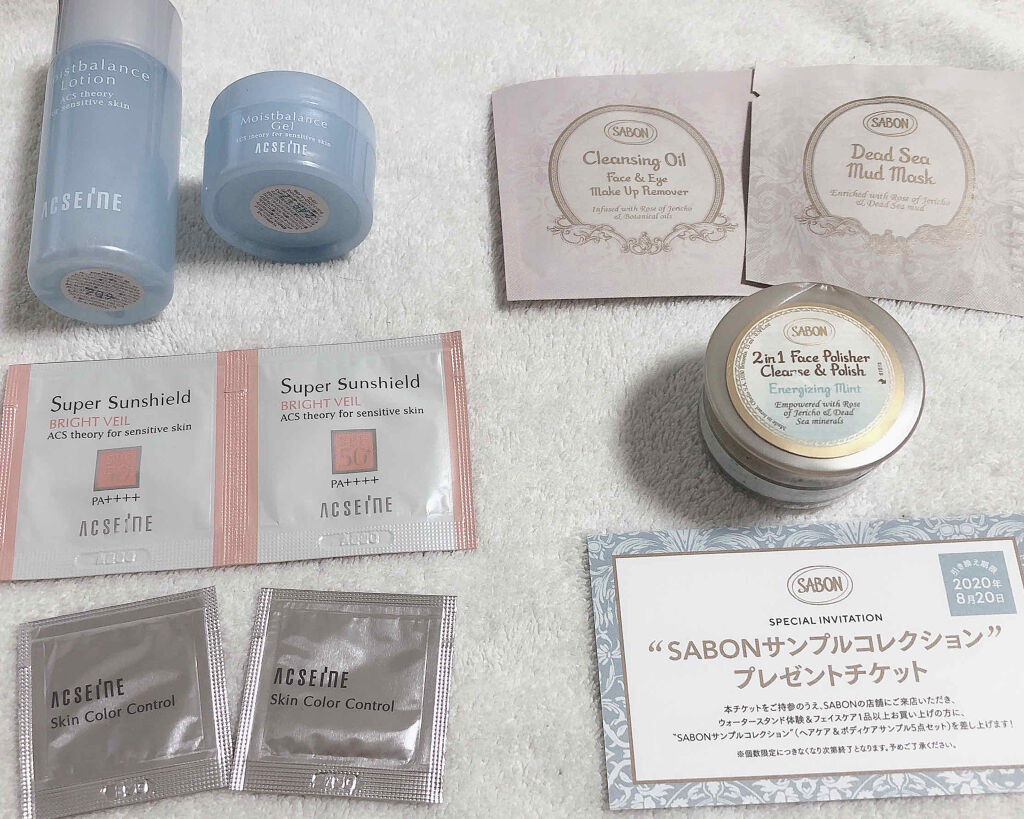 Lotion
ACS theory
sensitive skin
ACSEINE
Moistbalance
Gel
ACS theory for sensitive skin
ACSEINE
SABON
Cleansing Oil
Face & Eye
Make Up Remover
Infused with Rose of Jericho
& Botanical oils
SABON
Dead Sea
Mud Mask
Enriched with Rose of Jericho
& Dead Sea mud
Super Sunshield
BRIGHT VEIL
ACS theory for sensitive skin
PA++++
ACSEINE
Super Sunshield
BRIGHT VEIL
ACS theory for sensitive skin
50+
PA++++
ACSEINE
SABON
2 in 1 Face Polisher
Cleanse & Polish
Energizing Mint
Empowered with Rose
of Jericho & Dead
Sea minerals
ACSEINE
Skin Color Control
ACSEINE
Skin Color Control
SABON
引き換え期限
2020年
8月20日
SPECIAL INVITATION
“SABONサンプルコレクション”
プレゼントチケット
本チケットをご持参のうえ、SABONの店舗にご来店いただき、
ウォータースタンド体験&フェイスケア1品以上お買い上げの方に、
“SABONサンプルコレクション”(ヘアケア&ボディケアサンプル5点セット)を差し上げます!
※個数限定につきなくなり次第終了となります。予めご了承ください。